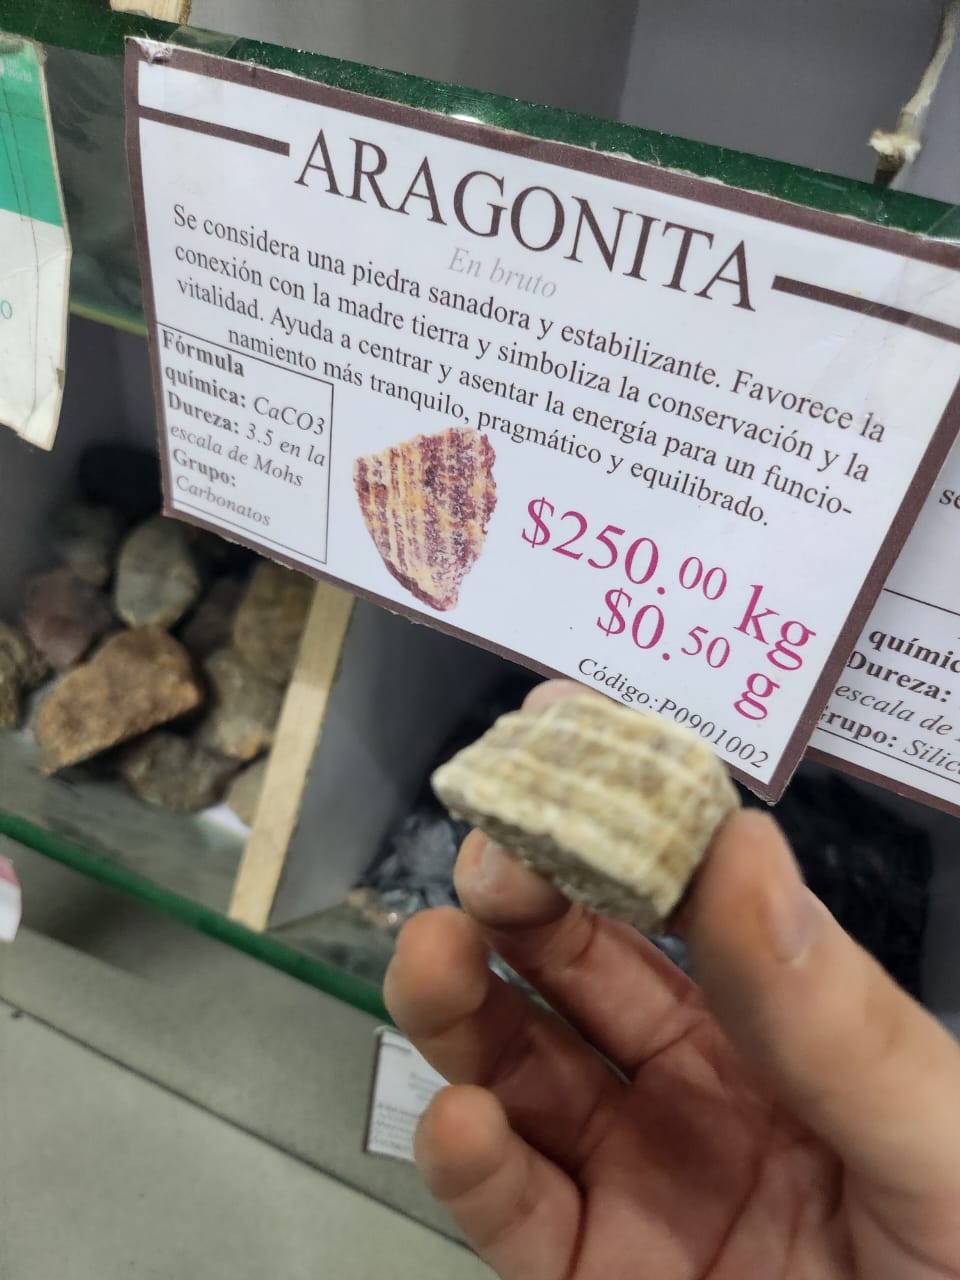 ARAGONITA
En bruto
Se considera una piedra sanadora y estabilizante. Favorece la
conexión con la madre tierra y simboliza la conservación y la
vitalidad. Ayuda a centrar y asentar la energía para un funcio-
namiento más tranquilo, pragmático y equilibrado.
Fórmula
química: CaCO3
Dureza: 3.5 en la
escala de Mohs
Grupo:
Carbonatos
$250.00 kg
$0.50 g
Código:P0901002
se
químic
Dureza:
escala de
rupo: Silic